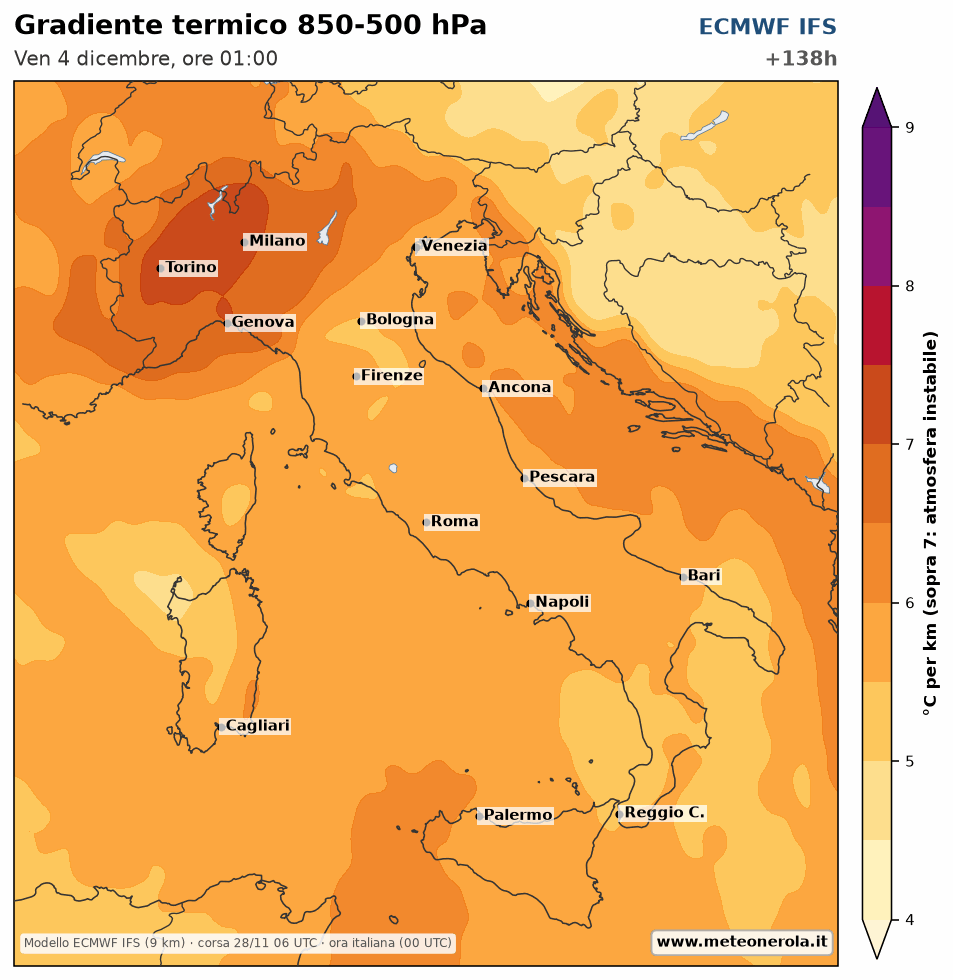 Gradiente termico 850-500 hPa
ECMWF IFS
Ven 4 dicembre, ore 01:00
+138h
Milano
Torino
Venezia
Genova
Bologna
Firenze
Ancona
Pescara
Roma
Bari
Napoli
Cagliari
Palermo
Reggio C.
9
8
7
6
5
4
°C per km (sopra 7: atmosfera instabile)
Modello ECMWF IFS (9 km) · corsa 28/11 06 UTC · ora italiana (00 UTC)
www.meteonerola.it